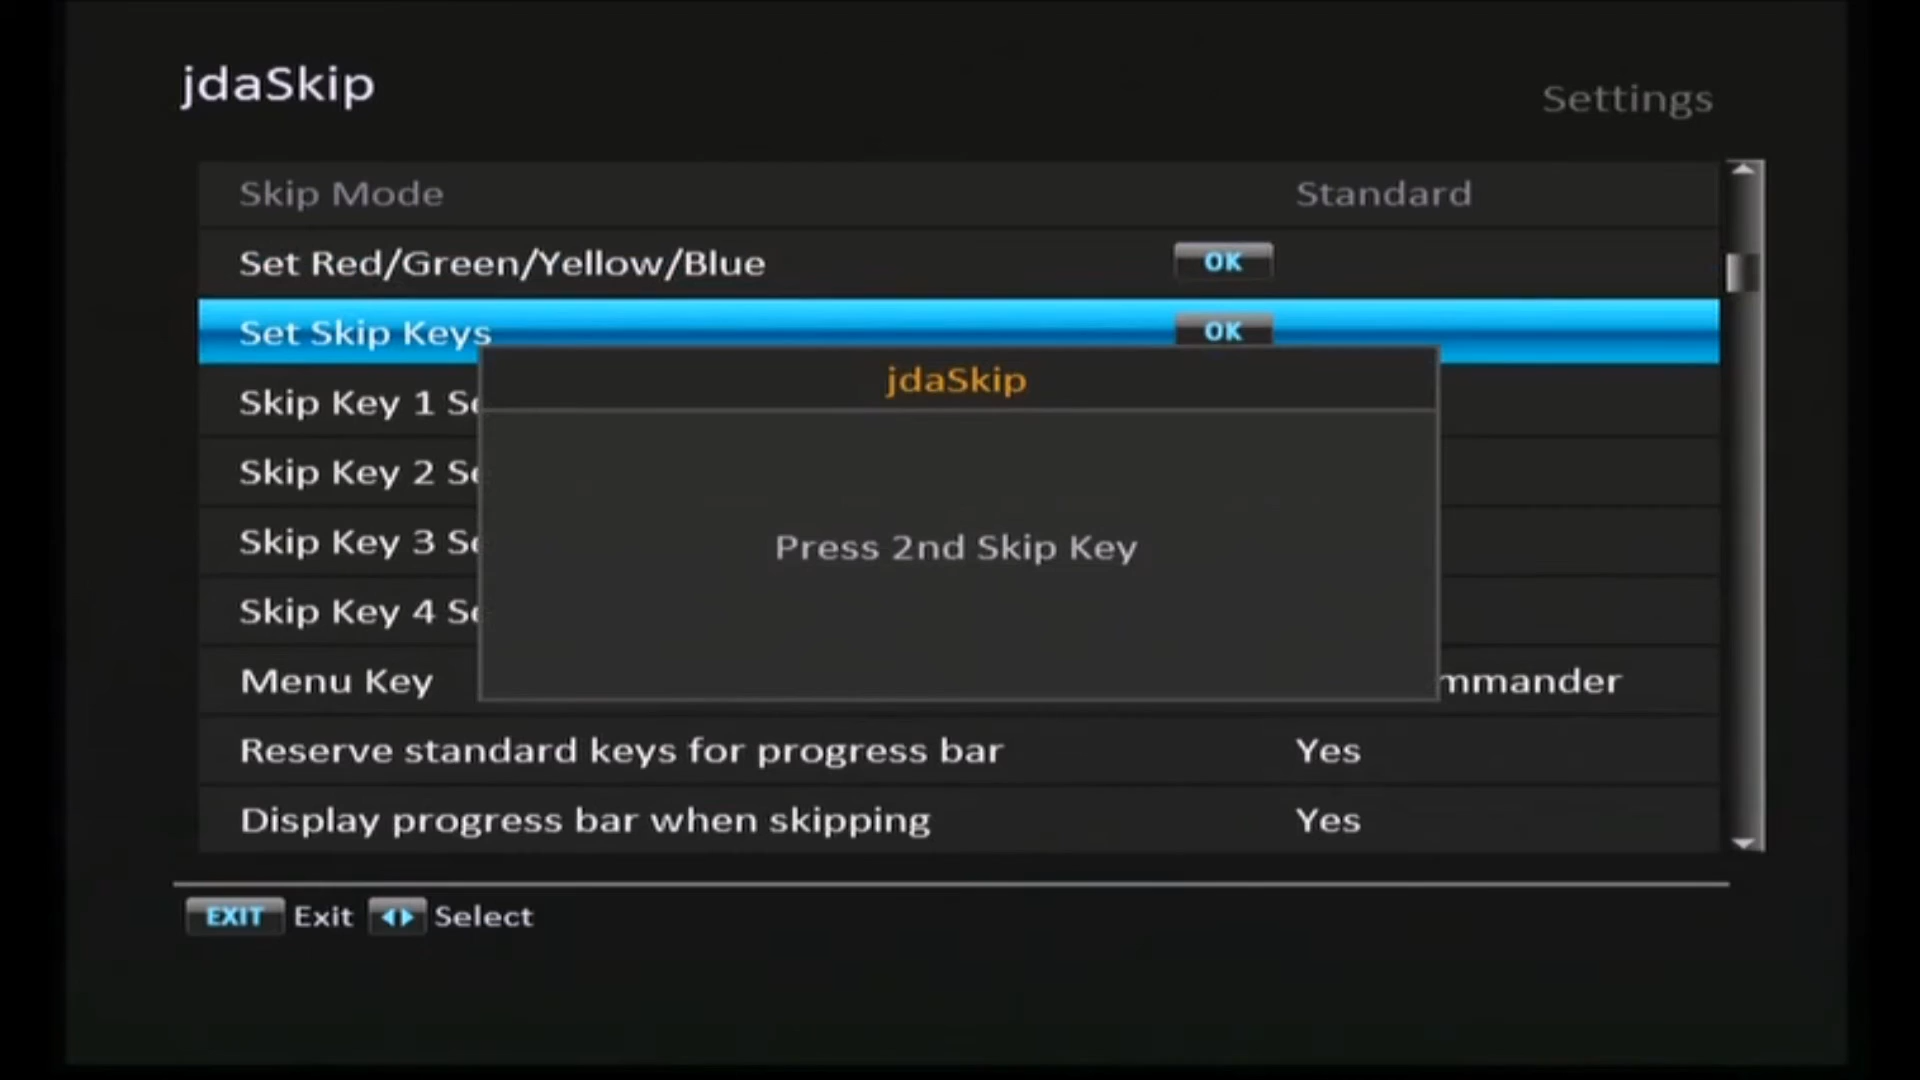 jdaSkip
Settings
Skip Mode Standard
Set Red/Green/Yellow/Blue OK
Set Skip Keys OK
jdaSkip
Skip Key 1
Skip Key 2
Press 2nd Skip Key
Skip Key 3
Skip Key 4
Menu Key mmander
Reserve standard keys for progress bar Yes
Display progress bar when skipping Yes
EXIT Exit Select